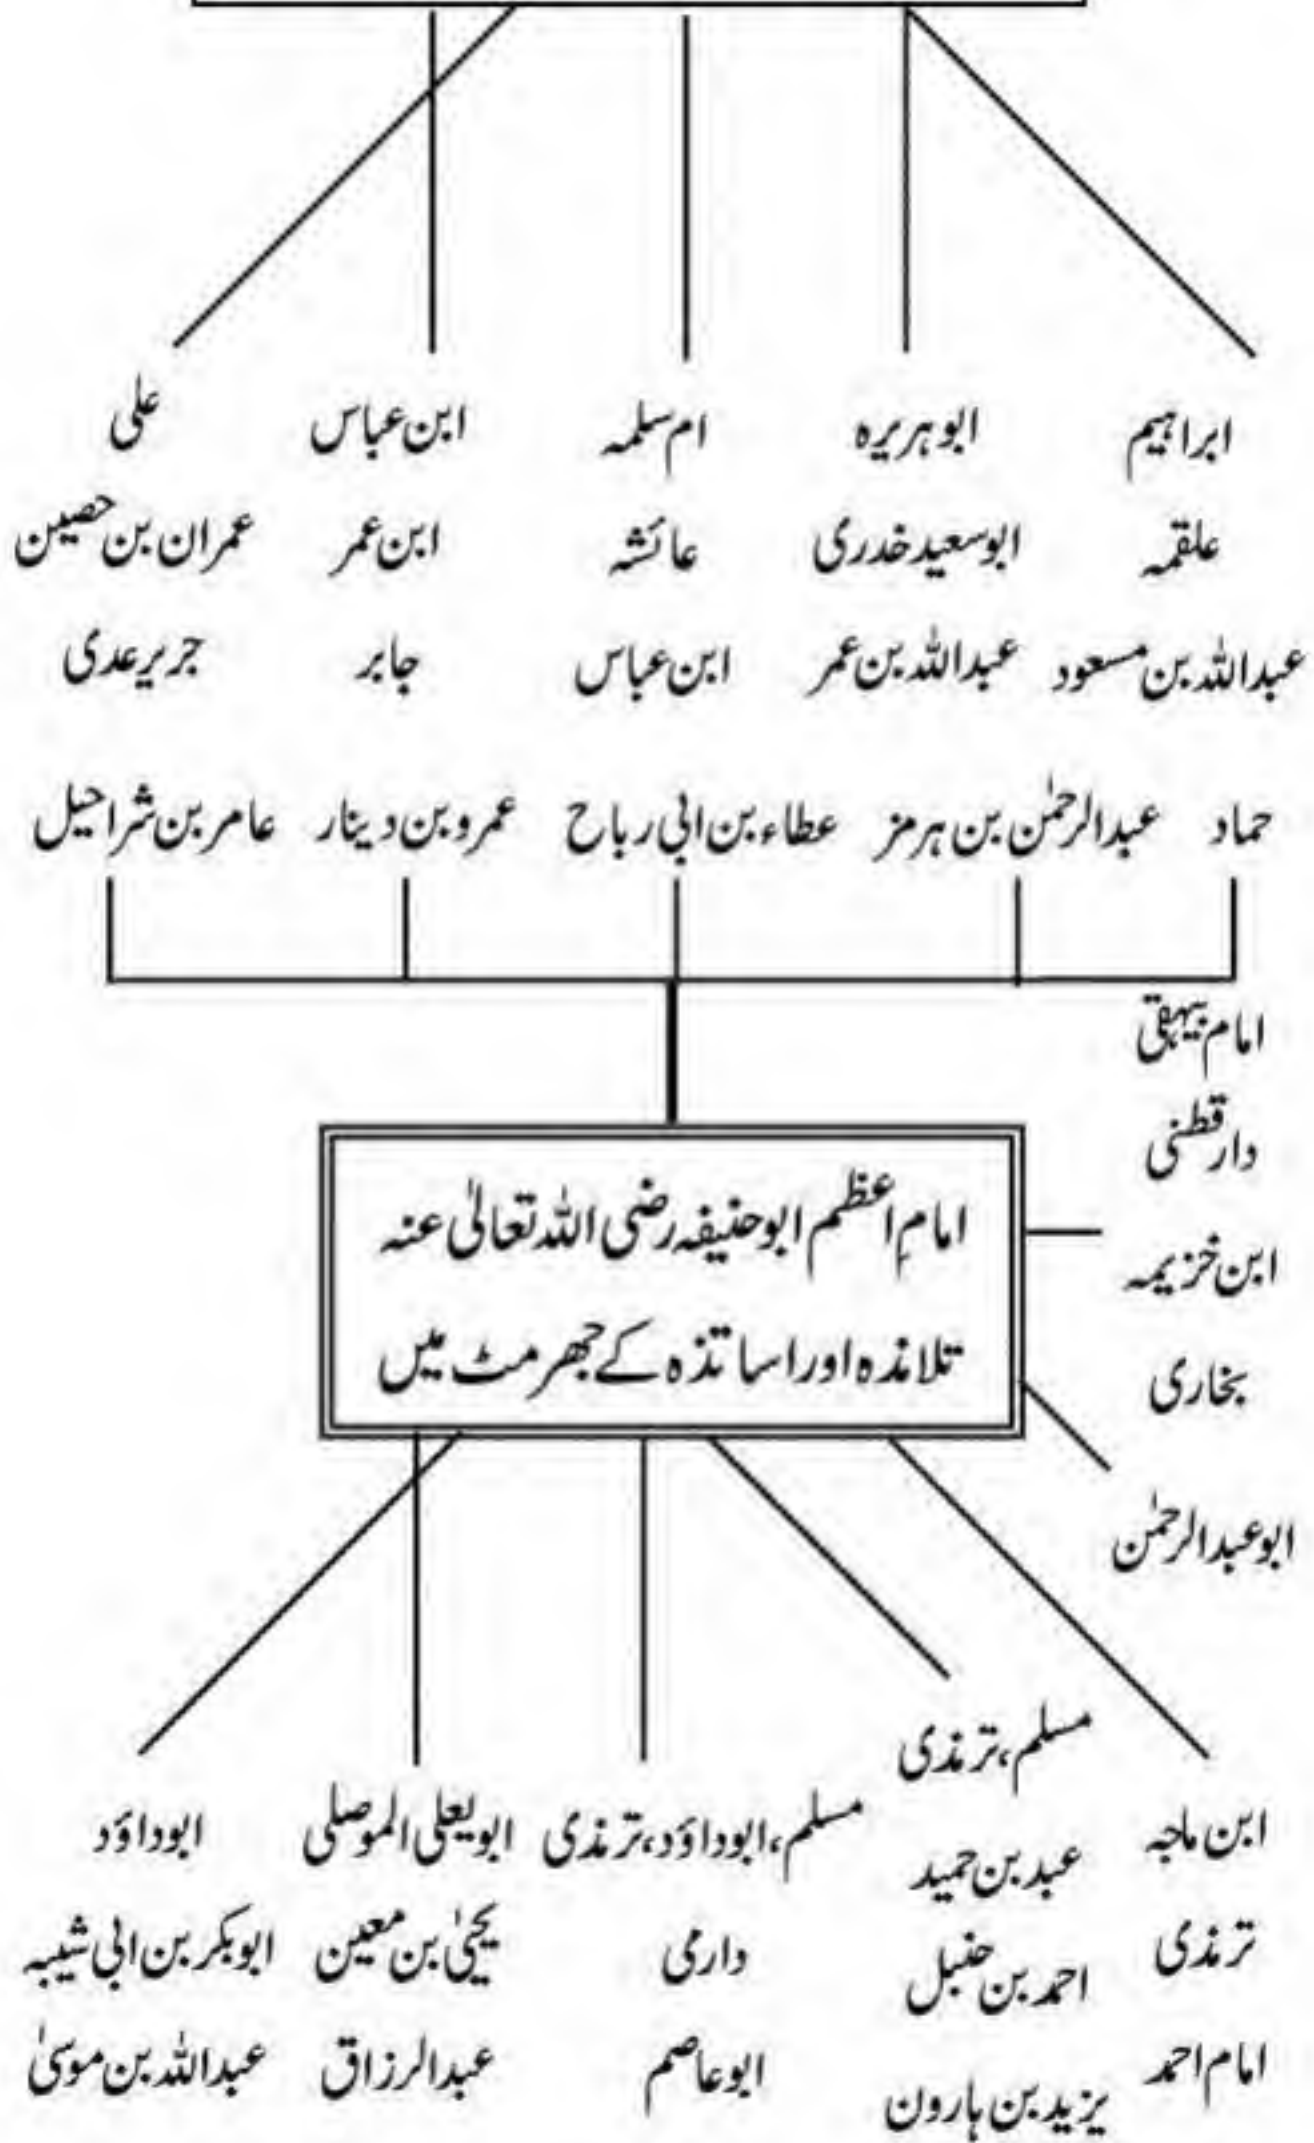 ابراہیم ابوہریرہ ام سلمہ ابن عباس علی
علقمہ ابوسعید خدری عائشہ ابن عمر عمران بن حصین
عبداللہ بن مسعود عبداللہ بن عمر ابن عباس جابر جریر عدی
حماد عبدالرحمٰن بن ہرمز عطاء بن ابی رباح عمرو بن دینار عامر بن شراحیل
امام بیہقی
دار قطنی
ابن خزیمہ
بخاری
ابوعبدالرحمٰن
امامِ اعظم ابوحنیفہ رضی اللہ تعالیٰ عنہ
تلامذہ اور اساتذہ کے جھرمٹ میں
مسلم، ترمذی
ابن ماجہ عبد بن حمید مسلم، ابوداؤد، ترمذی ابویعلی الموصلی ابوداؤد
ترمذی احمد بن حنبل دارمی یحییٰ بن معین ابوبکر بن ابی شیبہ
امام احمد یزید بن ہارون ابوعاصم عبدالرزاق عبداللہ بن موسیٰ